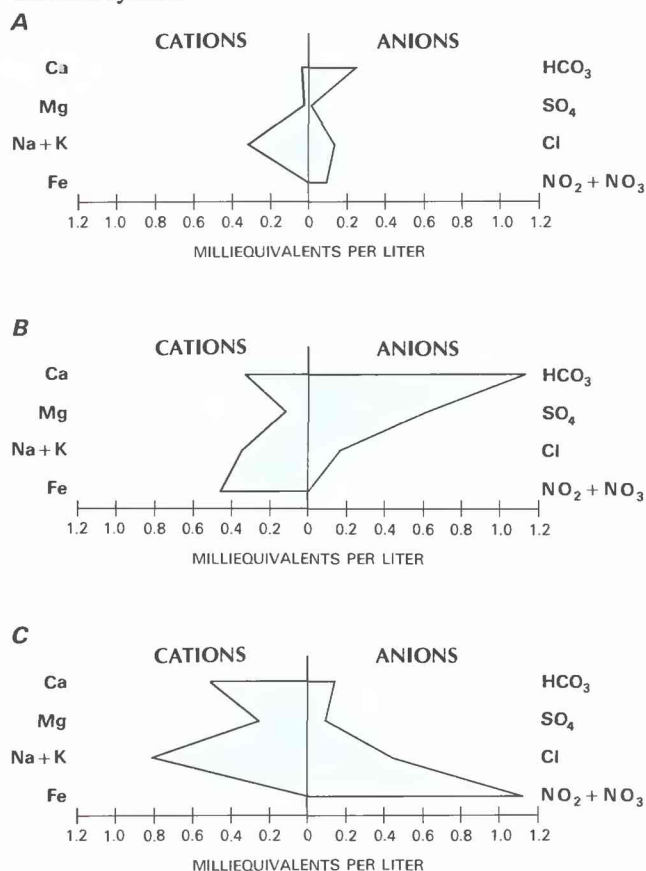 A
CATIONS ANIONS
Ca HCO3
Mg SO4
Na + K Cl
Fe NO2 + NO3
1.2 1.0 0.8 0.6 0.4 0.2 0 0.2 0.4 0.6 0.8 1.0 1.2
MILLIEQUIVALENTS PER LITER
B
CATIONS ANIONS
Ca HCO3
Mg SO4
Na + K Cl
Fe NO2 + NO3
1.2 1.0 0.8 0.6 0.4 0.2 0 0.2 0.4 0.6 0.8 1.0 1.2
MILLIEQUIVALENTS PER LITER
C
CATIONS ANIONS
Ca HCO3
Mg SO4
Na + K Cl
Fe NO2 + NO3
1.2 1.0 0.8 0.6 0.4 0.2 0 0.2 0.4 0.6 0.8 1.0 1.2
MILLIEQUIVALENTS PER LITER